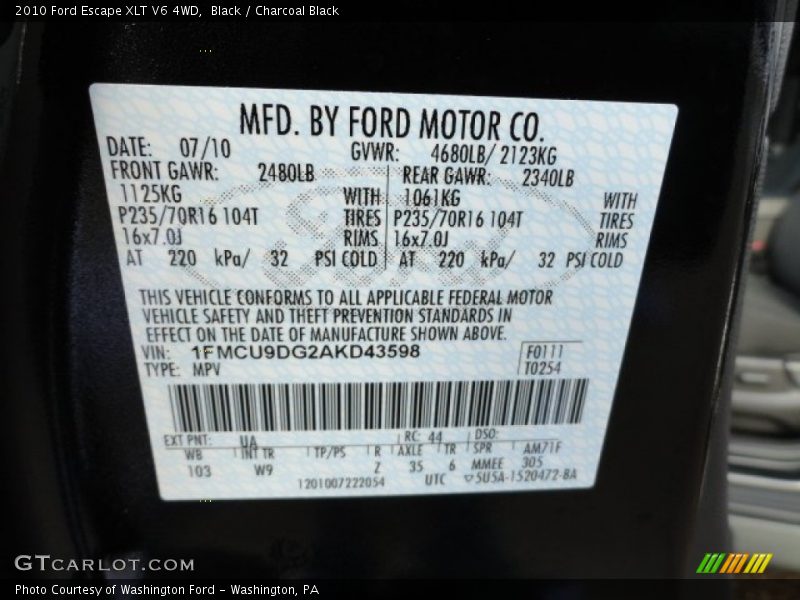 2010 Ford Escape XLT V6 4WD, Black / Charcoal Black
MFD. BY FORD MOTOR CO.
DATE: 07/10 GVWR: 4680LB/ 2123KG
FRONT GAWR: 2480LB REAR GAWR: 2340LB
1125KG WITH 1061KG WITH
P235/70R16 104T TIRES P235/70R16 104T TIRES
16x7.0J RIMS 16x7.0J RIMS
AT 220 kPa/ 32 PSI COLD AT 220 kPa/ 32 PSI COLD
THIS VEHICLE CONFORMS TO ALL APPLICABLE FEDERAL MOTOR
VEHICLE SAFETY AND THEFT PREVENTION STANDARDS IN
EFFECT ON THE DATE OF MANUFACTURE SHOWN ABOVE.
VIN: 1FMCU9DG2AKD43598 F0111
TYPE: MPV T0254
EXT PNT: UA RC: 44 DSO:
WB INT TR TP/PS R AXLE TR SPR AM71F
103 W9 Z 35 6 MMEE 305
1201007222054 UTC 5U5A-1520472-BA
GTCARLOT.COM
Photo Courtesy of Washington Ford - Washington, PA